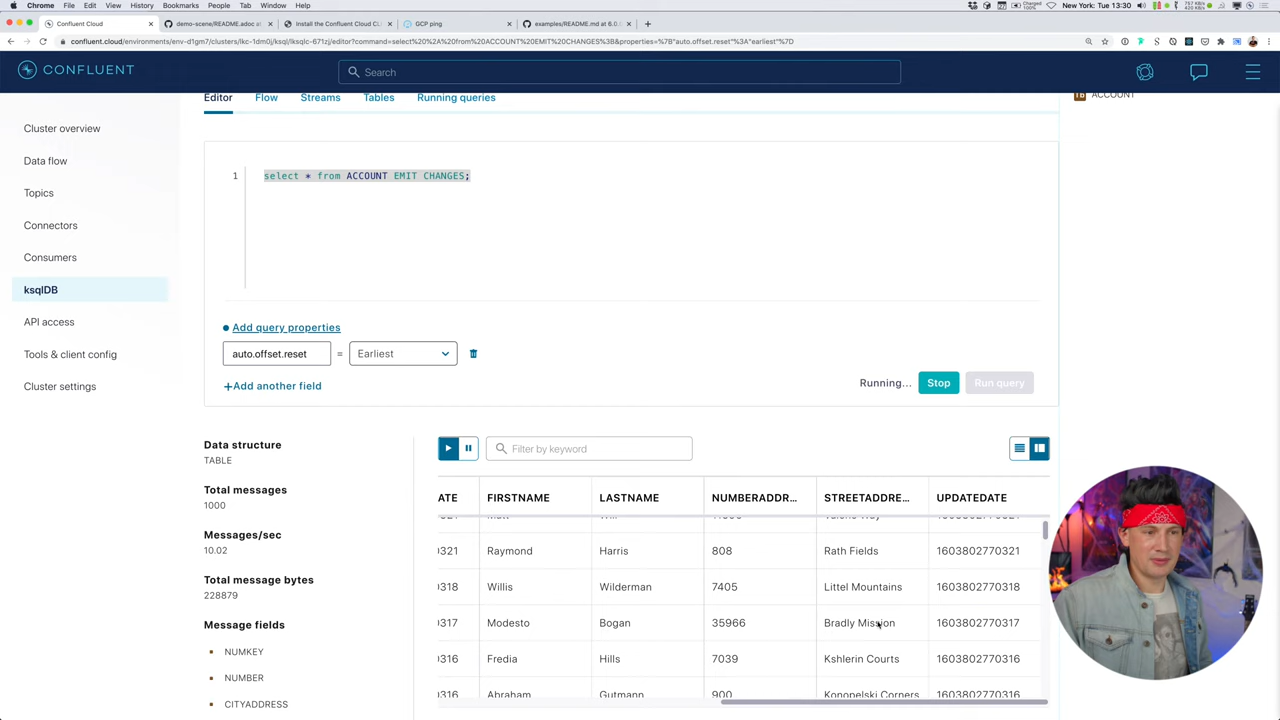 Chrome File Edit View History Bookmarks People Tab Window Help
Charged 100%
New York: Tue 13:30
Confluent Cloud
demo-scene/README.adoc at
Install the Confluent Cloud CL
GCP ping
examples/README.md at 6.0.
confluent.cloud/environments/env-d1gm7/clusters/lkc-1dm0j/ksql/lksqlc-671zj/editor?command=select%20%2A%20from%20ACCOUNT%20EMIT%20CHANGES%3B&properties=%7B"auto.offset.reset"%3A"earliest"%7D
CONFLUENT
Search
Editor Flow Streams Tables Running queries
ACCOUNT
Cluster overview
Data flow
Topics
Connectors
Consumers
ksqlDB
API access
Tools & client config
Cluster settings
1 select * from ACCOUNT EMIT CHANGES;
Add query properties
auto.offset.reset = Earliest
+Add another field
Running... Stop Run query
Data structure
TABLE
Total messages
1000
Messages/sec
10.02
Total message bytes
228879
Message fields
NUMKEY
NUMBER
CITYADDRESS
Filter by keyword
ATE FIRSTNAME LASTNAME NUMBERADDR... STREETADDRE... UPDATEDATE
0321 Raymond Harris 808 Rath Fields 1603802770321
0318 Willis Wilderman 7405 Littel Mountains 1603802770318
0317 Modesto Bogan 35966 Bradly Mission 1603802770317
0316 Fredia Hills 7039 Kshlerin Courts 1603802770316
0316 Abraham Gutmann 900 Konopelski Corners 1603802770316